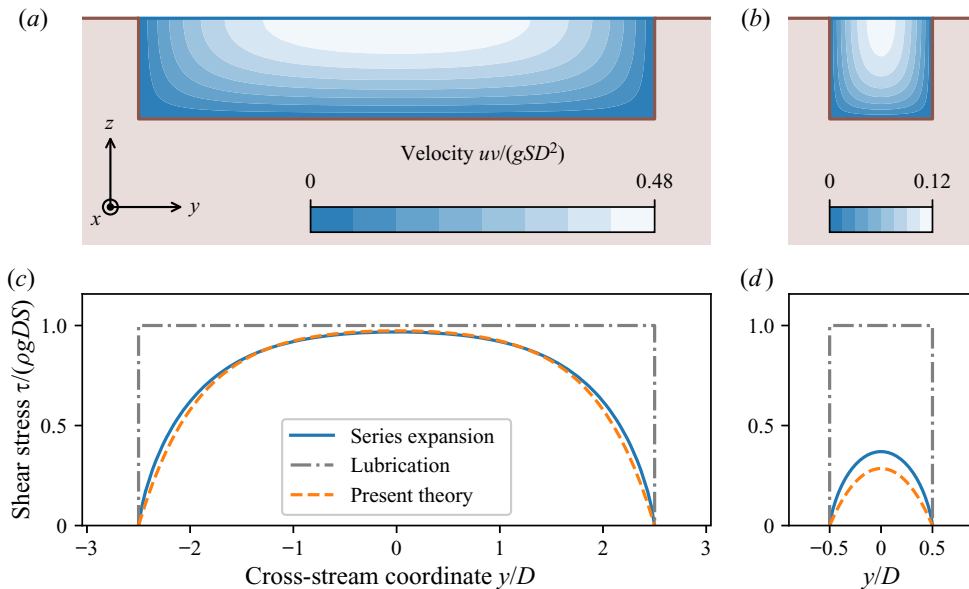 (a)
(b)
z
x
y
Velocity uν/(gSD²)
0
0.48
0
0.12
(c)
(d)
Shear stress τ/(ρgDS)
1.0
0.5
0
Series expansion
Lubrication
Present theory
−3
−2
−1
0
1
2
3
Cross-stream coordinate y/D
1.0
0.5
0
−0.5
0
0.5
y/D